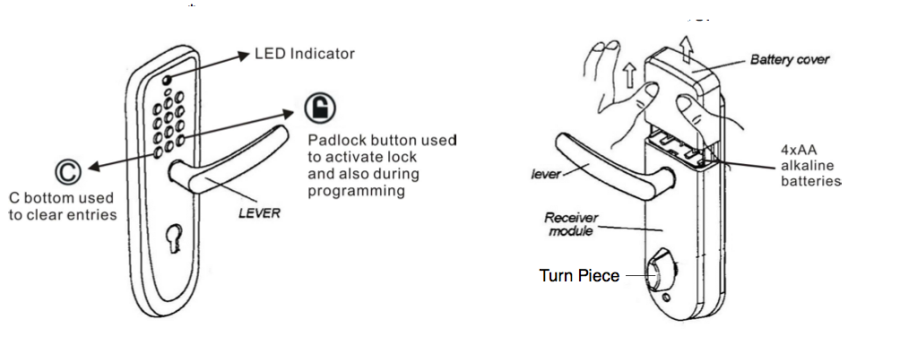 LED Indicator
Padlock button used
to activate lock
and also during
programming
C
C bottom used
to clear entries
LEVER
Battery cover
4xAA
alkaline
batteries
lever
Receiver
module
Turn Piece